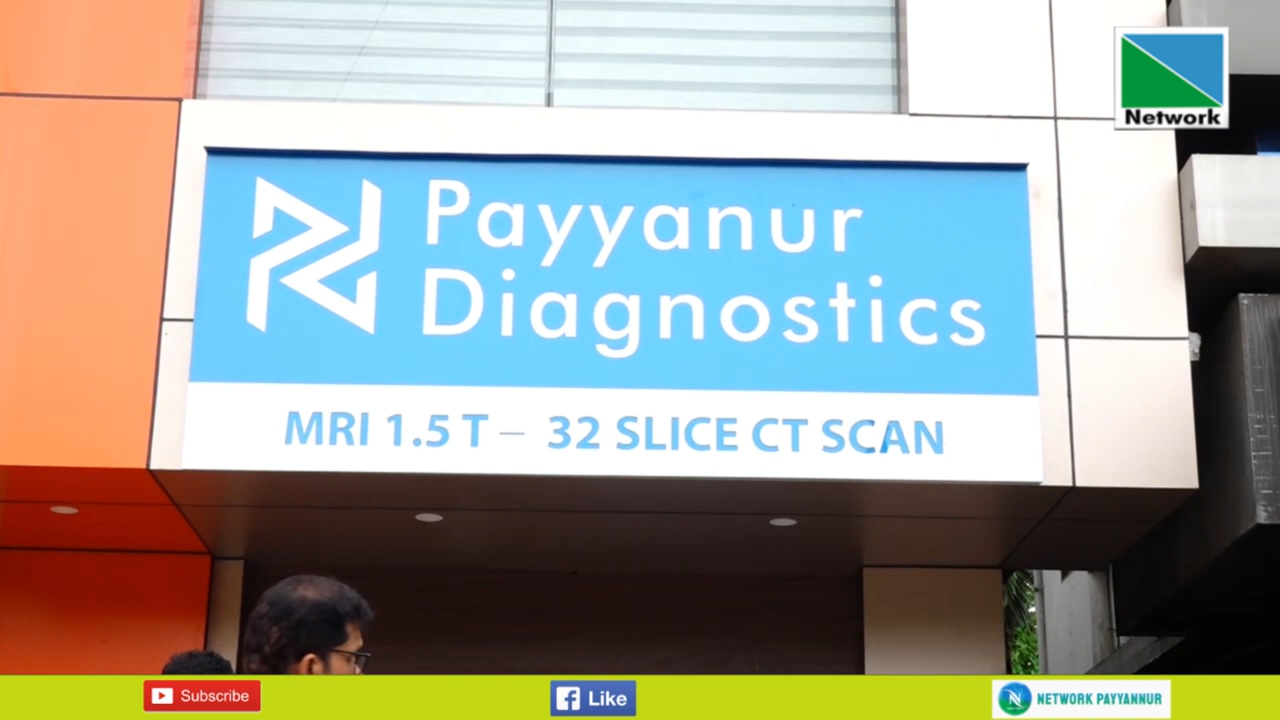 Network
Payyanur
Diagnostics
MRI 1.5 T – 32 SLICE CT SCAN
Subscribe
Like
NETWORK PAYYANNUR